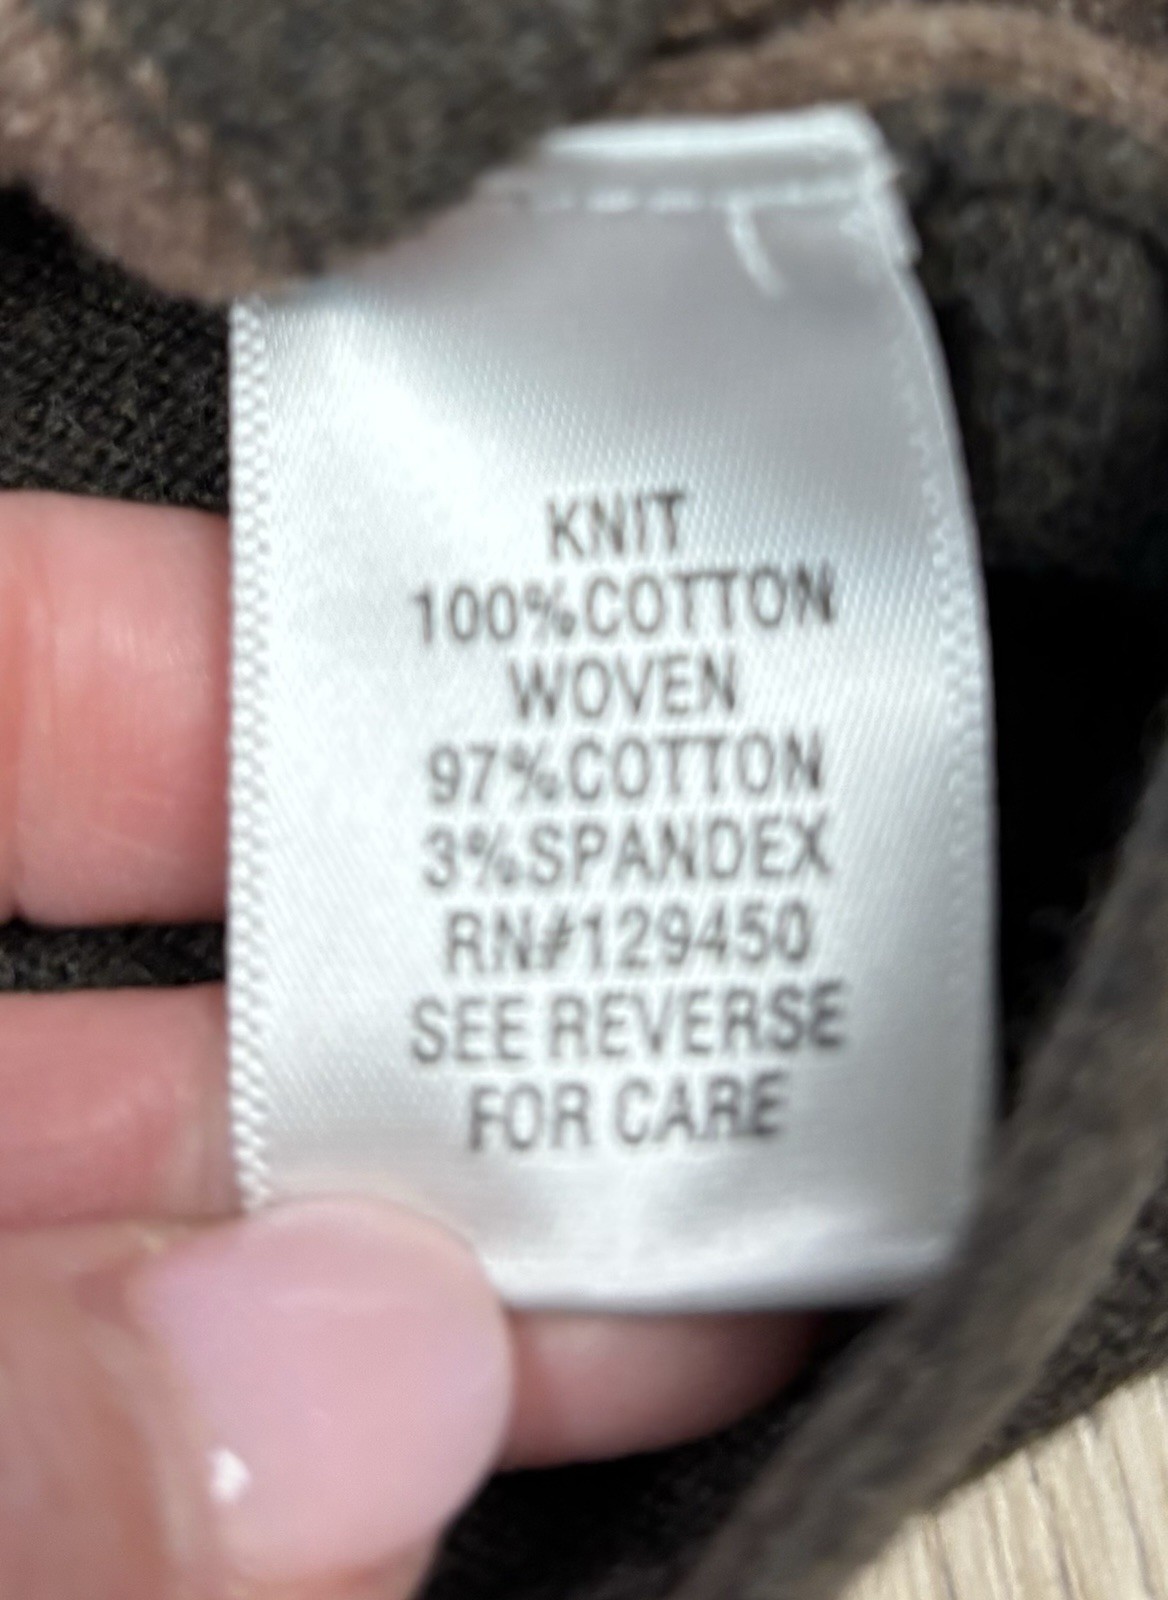 KNIT
100%COTTON
WOVEN
97%COTTON
3%SPANDEX
RN#129450
SEE REVERSE
FOR CARE